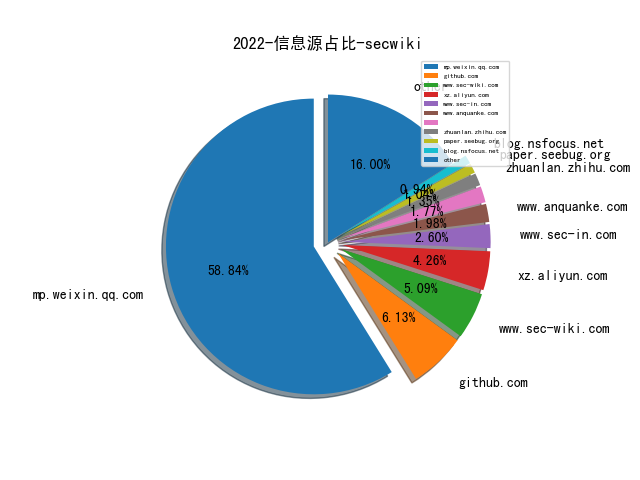 2022-信息源占比-secwiki
mp.weixin.qq.com
github.com
www.sec-wiki.com
xz.aliyun.com
www.sec-in.com
www.anquanke.com
zhuanlan.zhihu.com
paper.seebug.org
blog.nsfocus.net
other
16.00%
blog.nsfocus.net
paper.seebug.org
zhuanlan.zhihu.com
0.94%
1.04%
1.35%
1.77%
www.anquanke.com
1.98%
www.sec-in.com
2.60%
4.26%
xz.aliyun.com
58.84%
5.09%
mp.weixin.qq.com
6.13%
www.sec-wiki.com
github.com